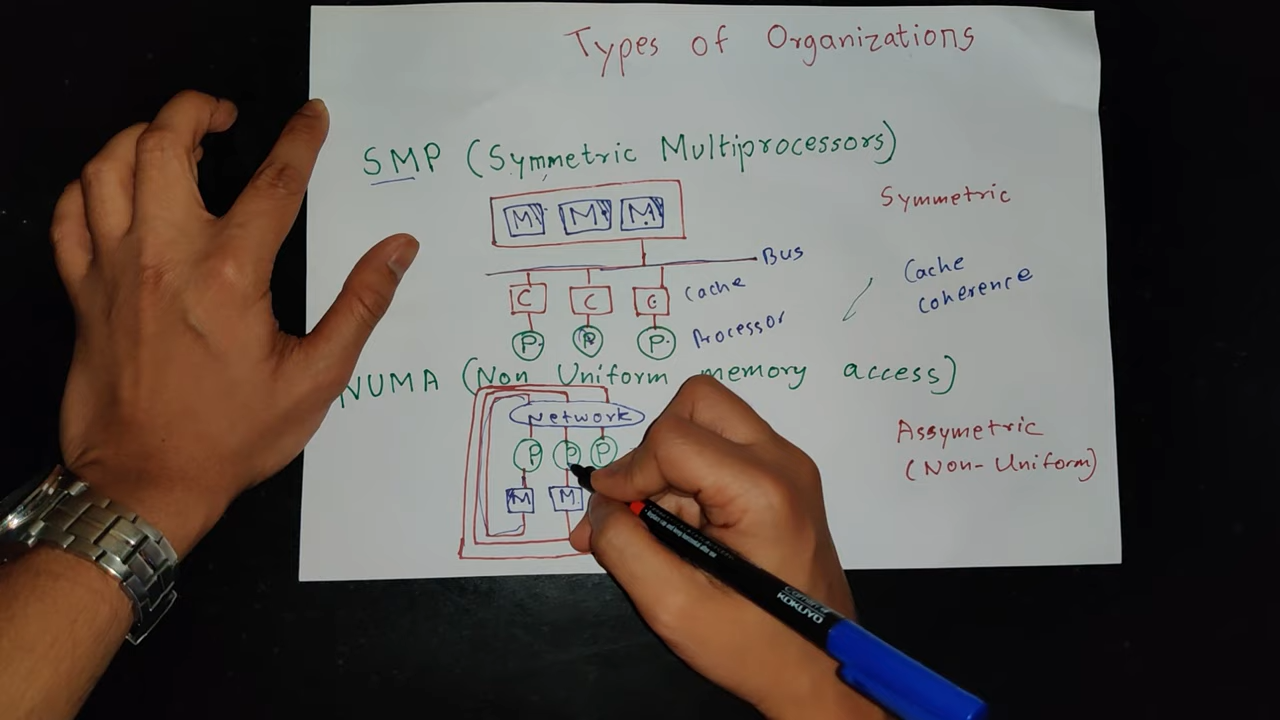 Types of Organizations
SMP (Symmetric Multiprocessors)
Symmetric
M M M
Bus
C C C Cache
Cache
coherence
P P P Processor
NUMA (Non Uniform memory access)
Network
Assymetric
(Non-Uniform)
P P P
M M
KOKUYO